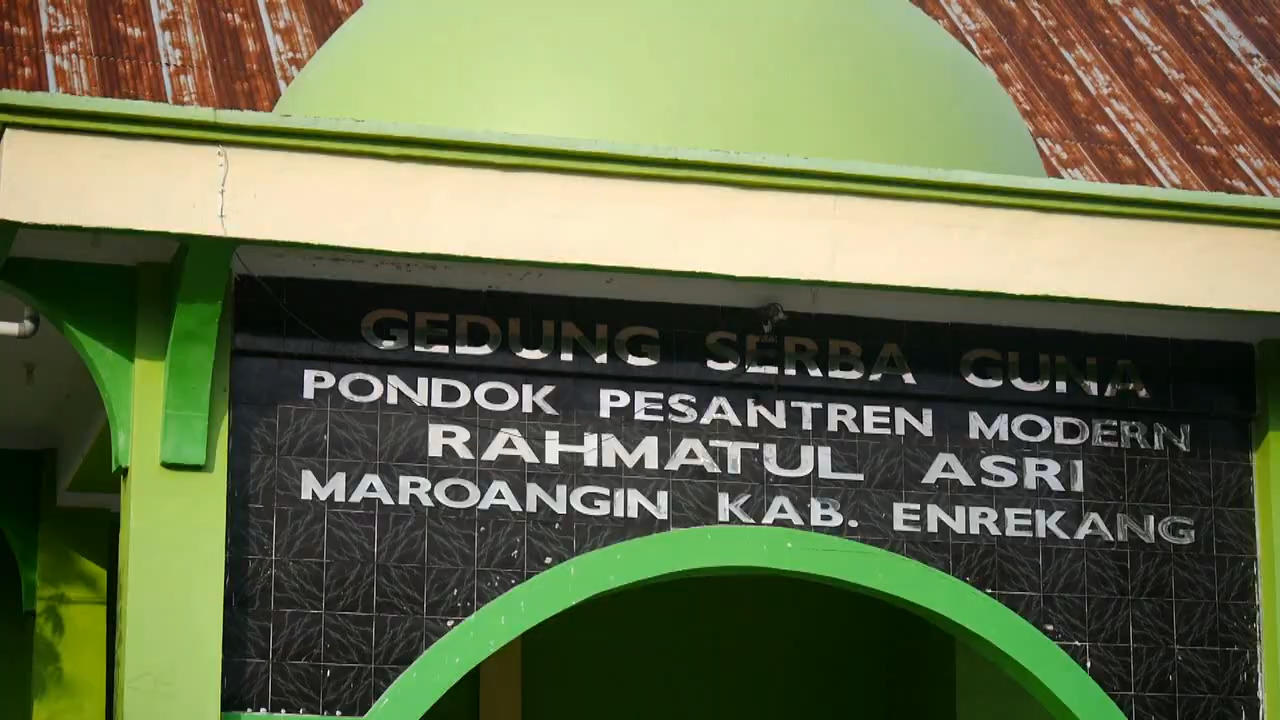 GEDUNG SERBA GUNA
PONDOK PESANTREN MODERN
RAHMATUL ASRI
MAROANGIN KAB. ENREKANG